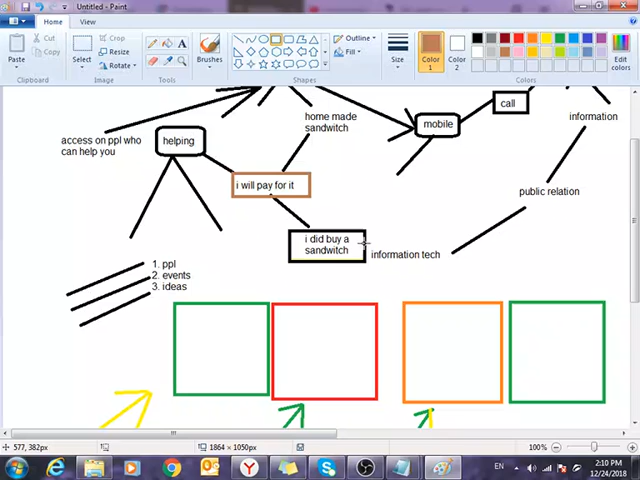 Untitled - Paint
Home
View
Paste
Cut
Copy
Clipboard
Select
Crop
Resize
Rotate
Image
Tools
Brushes
Shapes
Outline
Fill
Size
Color 1
Color 2
Colors
Edit colors
call
home made
sandwitch
mobile
information
access on ppl who
can help you
helping
i will pay for it
public relation
i did buy a
sandwitch
information tech
1. ppl
2. events
3. ideas
577, 382px
1864 × 1050px
100%
EN
2:10 PM
12/24/2018